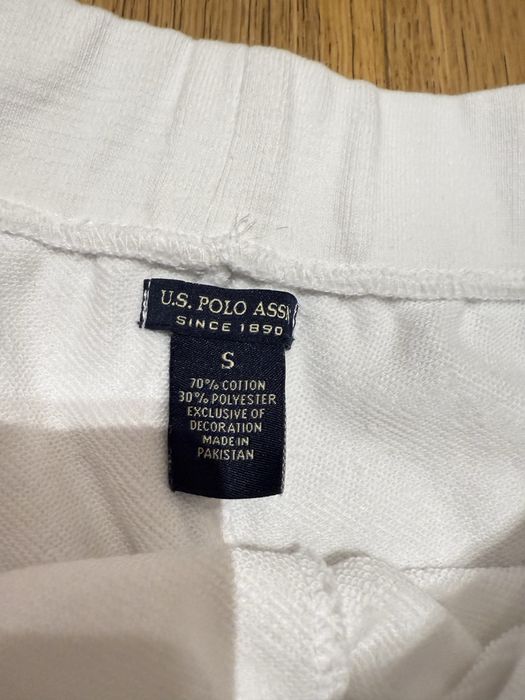 U.S. POLO ASSN
SINCE 1890
S
70% COTTON
30% POLYESTER
EXCLUSIVE OF
DECORATION
MADE IN
PAKISTAN